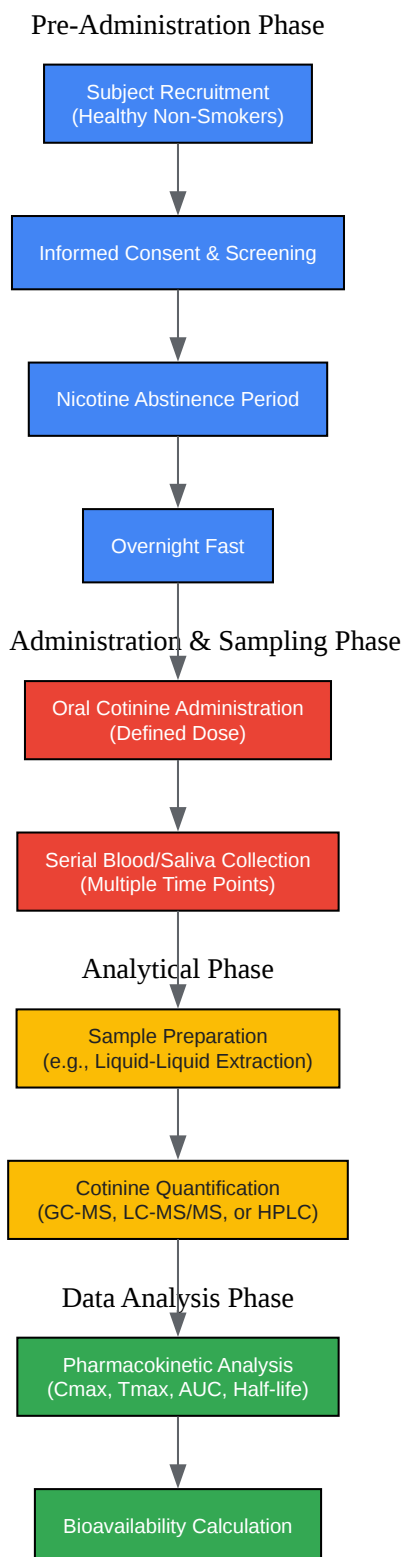 Pre-Administration Phase
Subject Recruitment
(Healthy Non-Smokers)
Informed Consent & Screening
Nicotine Abstinence Period
Overnight Fast
Administration & Sampling Phase
Oral Cotinine Administration
(Defined Dose)
Serial Blood/Saliva Collection
(Multiple Time Points)
Analytical Phase
Sample Preparation
(e.g., Liquid-Liquid Extraction)
Cotinine Quantification
(GC-MS, LC-MS/MS, or HPLC)
Data Analysis Phase
Pharmacokinetic Analysis
(Cmax, Tmax, AUC, Half-life)
Bioavailability Calculation